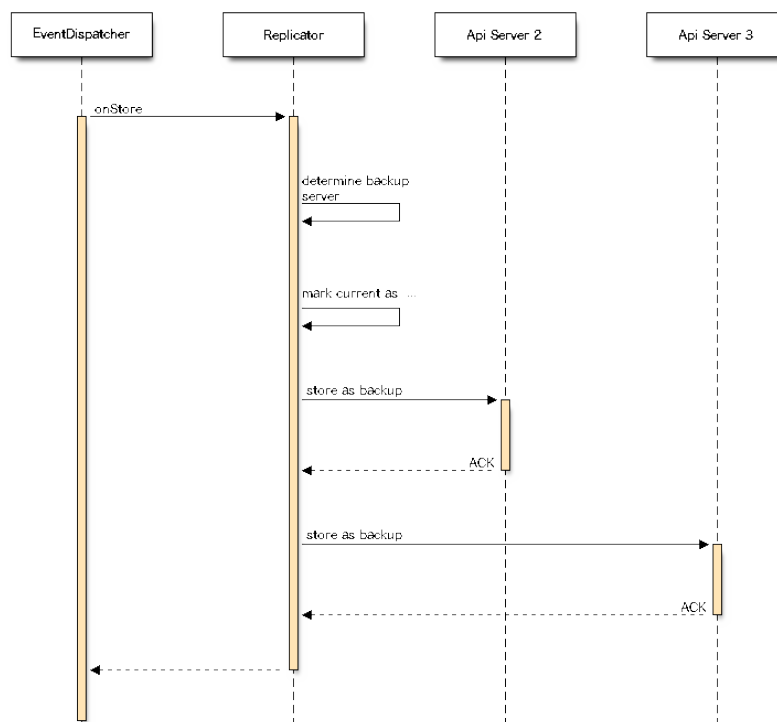 EventDispatcher
Replicator
Api Server 2
Api Server 3
onStore
determine backup
server
mark current as ...
store as backup
ACK
store as backup
ACK